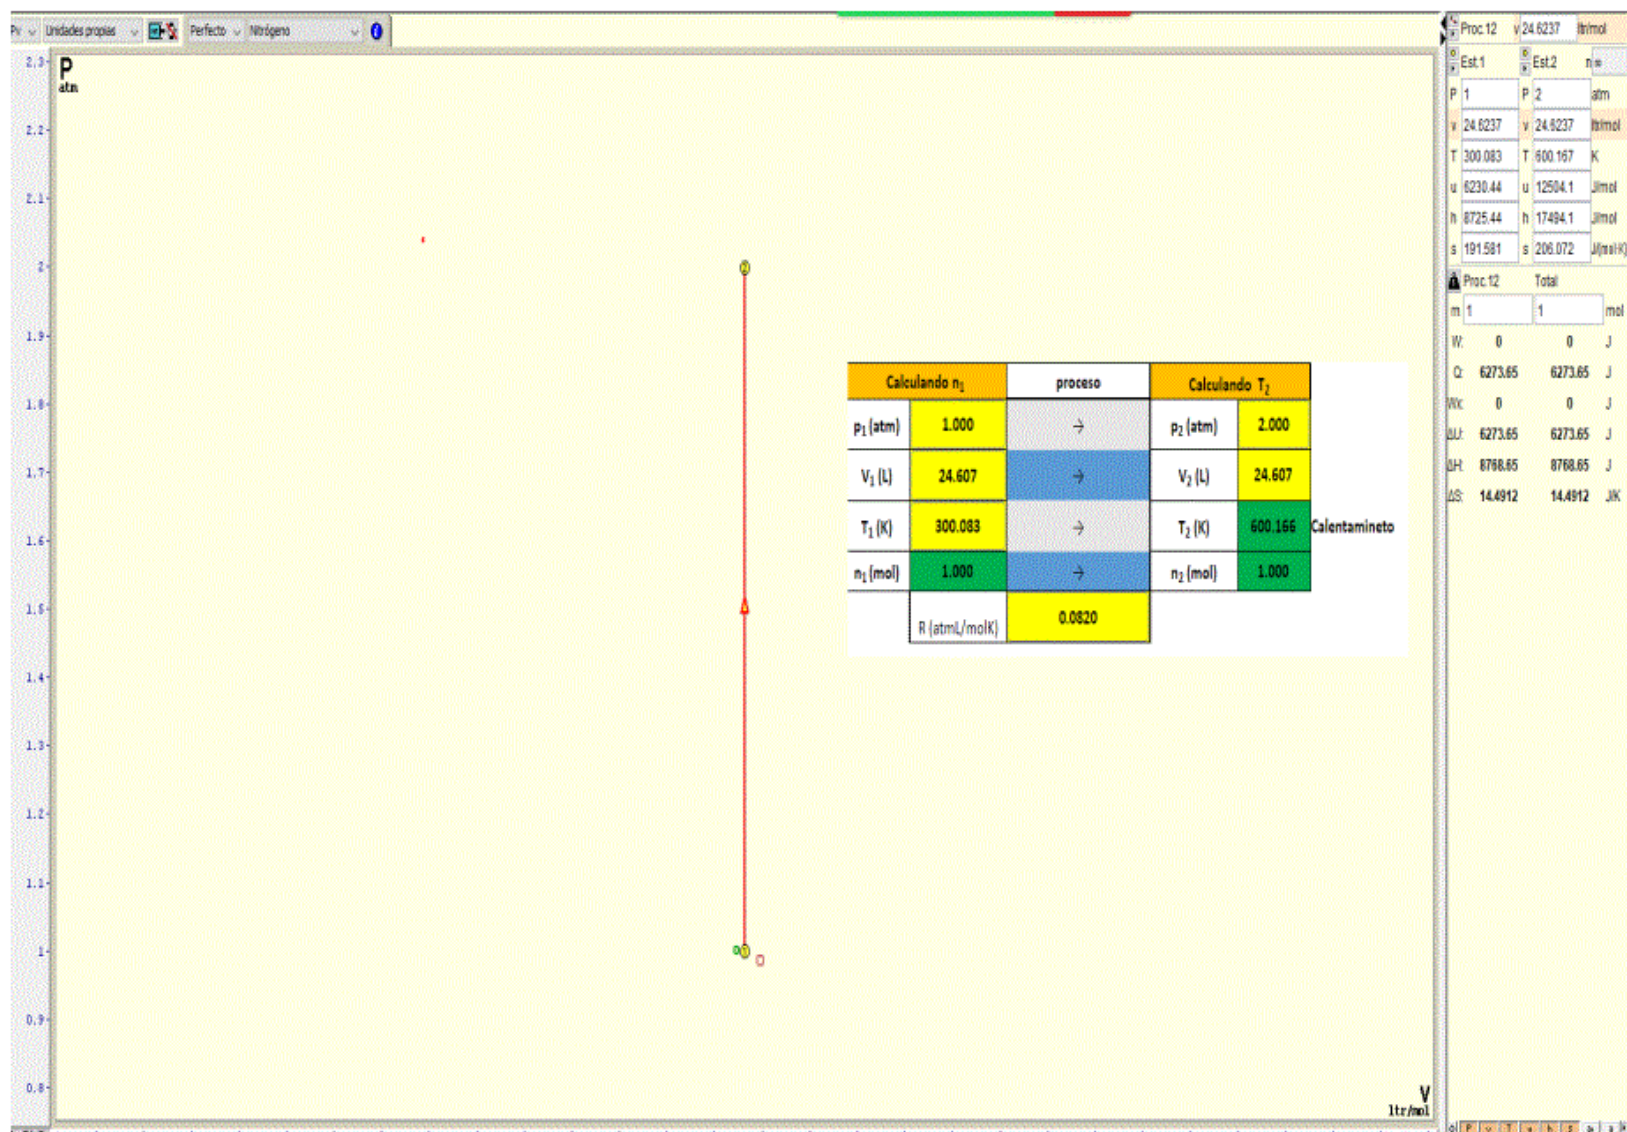 Pv Unidades propias Perfecto Nitrógeno
P
atm
2.3
2.2
2.1
2
1.9
1.8
1.7
1.6
1.5
1.4
1.3
1.2
1.1
1
0.9
0.8
2
1
V
ltr/mol
Calculando n₁ proceso Calculando T₂
p₁ (atm) 1.000 → p₂ (atm) 2.000
V₁ (L) 24.607 → V₂ (L) 24.607
T₁ (K) 300.083 → T₂ (K) 600.166 Calentamineto
n₁ (mol) 1.000 → n₂ (mol) 1.000
R (atmL/molK) 0.0820
Proc.12 v 24.6237 ltr/mol
Est.1 Est.2 n ∞
P 1 P 2 atm
v 24.6237 v 24.6237 ltr/mol
T 300.083 T 600.167 K
u 6230.44 u 12504.1 J/mol
h 8725.44 h 17494.1 J/mol
s 191.581 s 206.072 J/(mol·K)
Proc.12 Total
m 1 1 mol
W: 0 0 J
Q: 6273.65 6273.65 J
Wx: 0 0 J
ΔU: 6273.65 6273.65 J
ΔH: 8768.65 8768.65 J
ΔS: 14.4912 14.4912 J/K
P v T u h s